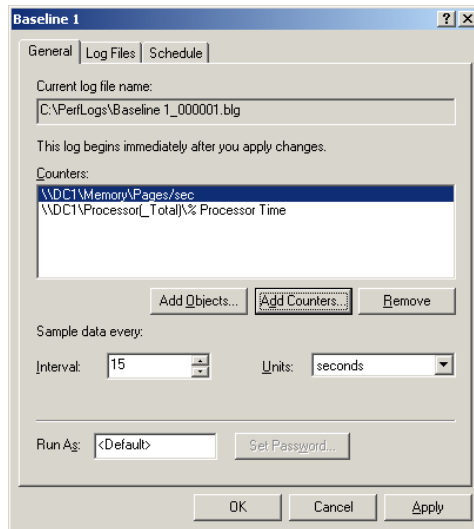 Baseline 1
General Log Files Schedule
Current log file name:
C:\PerfLogs\Baseline 1_000001.blg
This log begins immediately after you apply changes.
Counters:
\\DC1\Memory\Pages/sec
\\DC1\Processor(_Total)\% Processor Time
Add Objects... Add Counters... Remove
Sample data every:
Interval: 15 Units: seconds
Run As: <Default> Set Password...
OK Cancel Apply